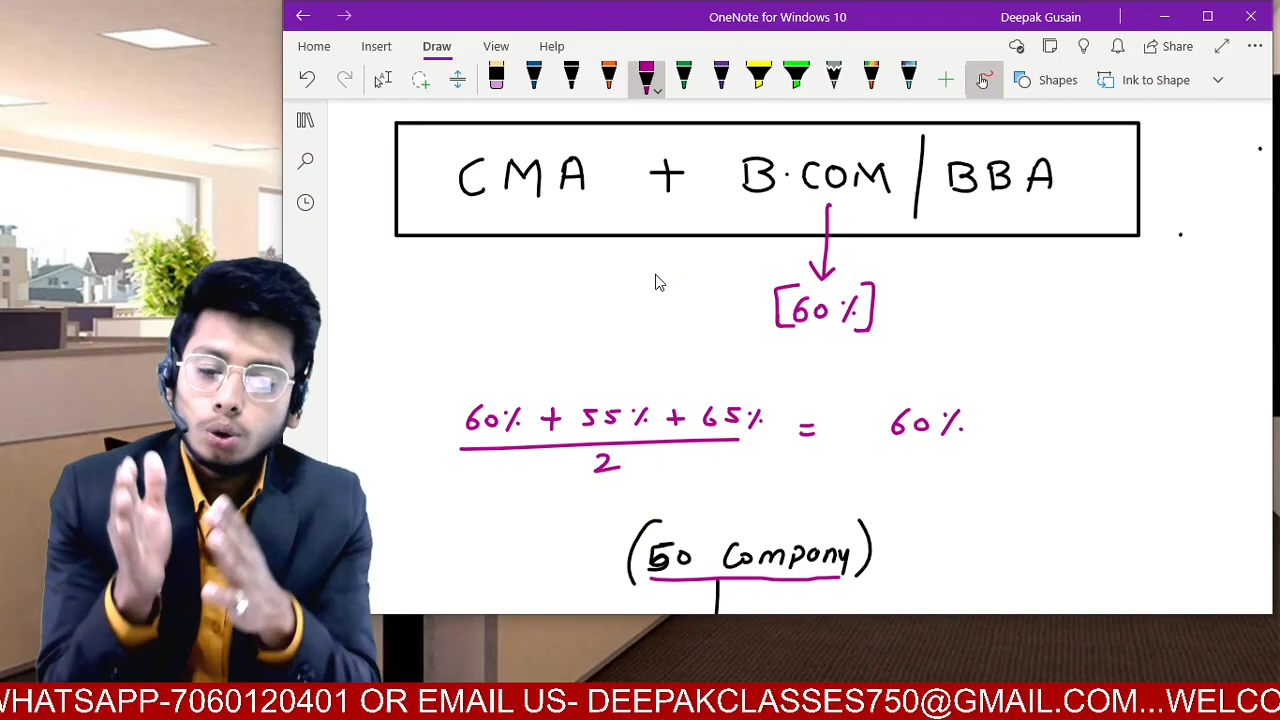 OneNote for Windows 10 Deepak Gusain
Home Insert Draw View Help Share
Shapes Ink to Shape
CMA + B.COM | BBA
[60%]
60% + 55% + 65% = 60%
2
(50 Company)
WHATSAPP-7060120401 OR EMAIL US- DEEPAKCLASSES750@GMAIL.COM...WELCO